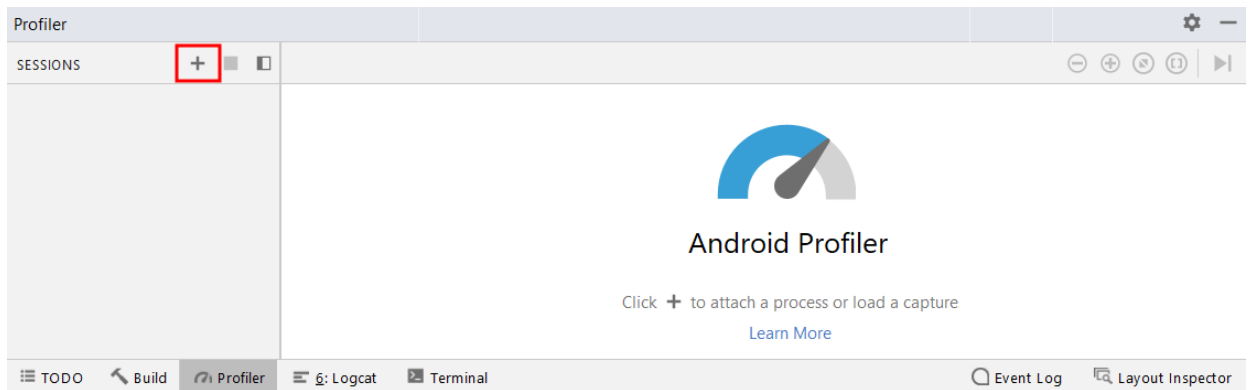 Profiler
SESSIONS
Android Profiler
Click + to attach a process or load a capture
Learn More
TODO Build Profiler 6: Logcat Terminal Event Log Layout Inspector